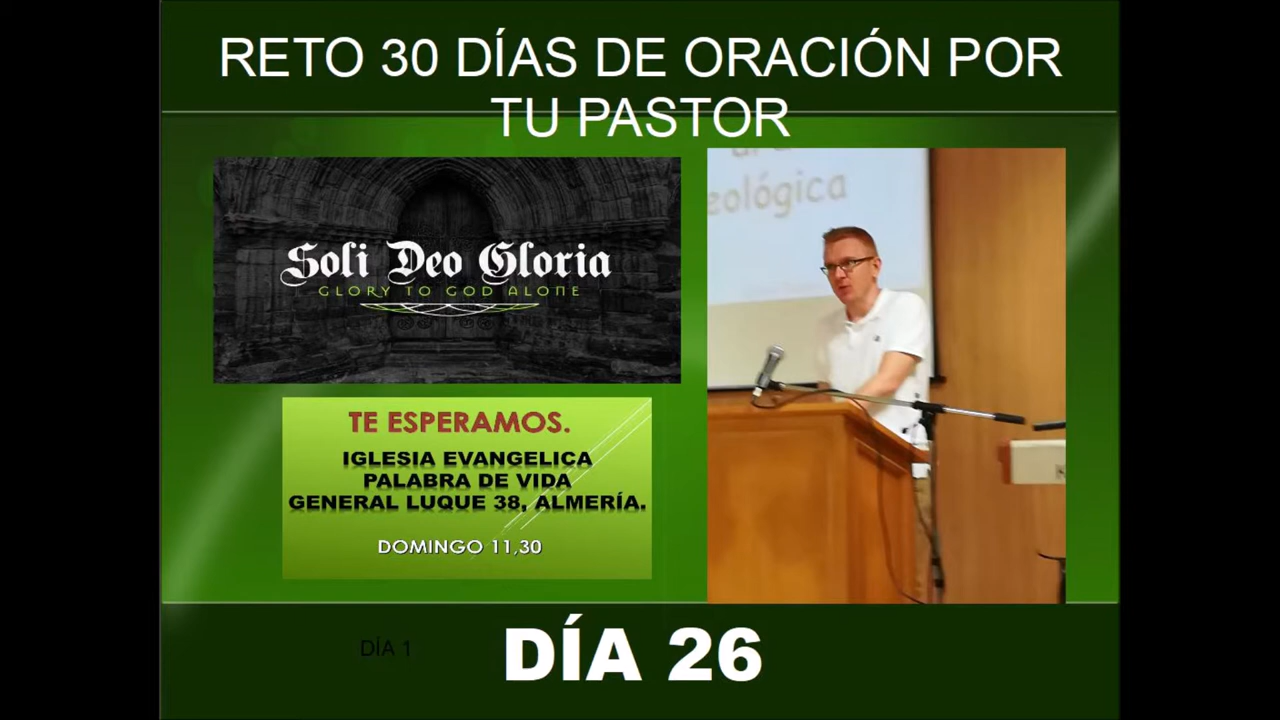 RETO 30 DÍAS DE ORACIÓN POR
TU PASTOR
Soli Deo Gloria
GLORY TO GOD ALONE
eológica
TE ESPERAMOS.
IGLESIA EVANGELICA
PALABRA DE VIDA
GENERAL LUQUE 38, ALMERÍA.
DOMINGO 11,30
DÍA 1
DÍA 26